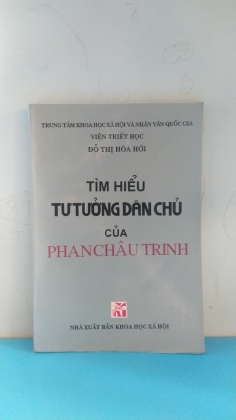 TRUNG TÂM KHOA HỌC XÃ HỘI VÀ NHÂN VĂN QUỐC GIA
VIỆN TRIẾT HỌC
ĐỖ THỊ HÒA HỚI
TÌM HIỂU
TƯ TƯỞNG DÂN CHỦ
CỦA
PHAN CHÂU TRINH
NHÀ XUẤT BẢN KHOA HỌC XÃ HỘI